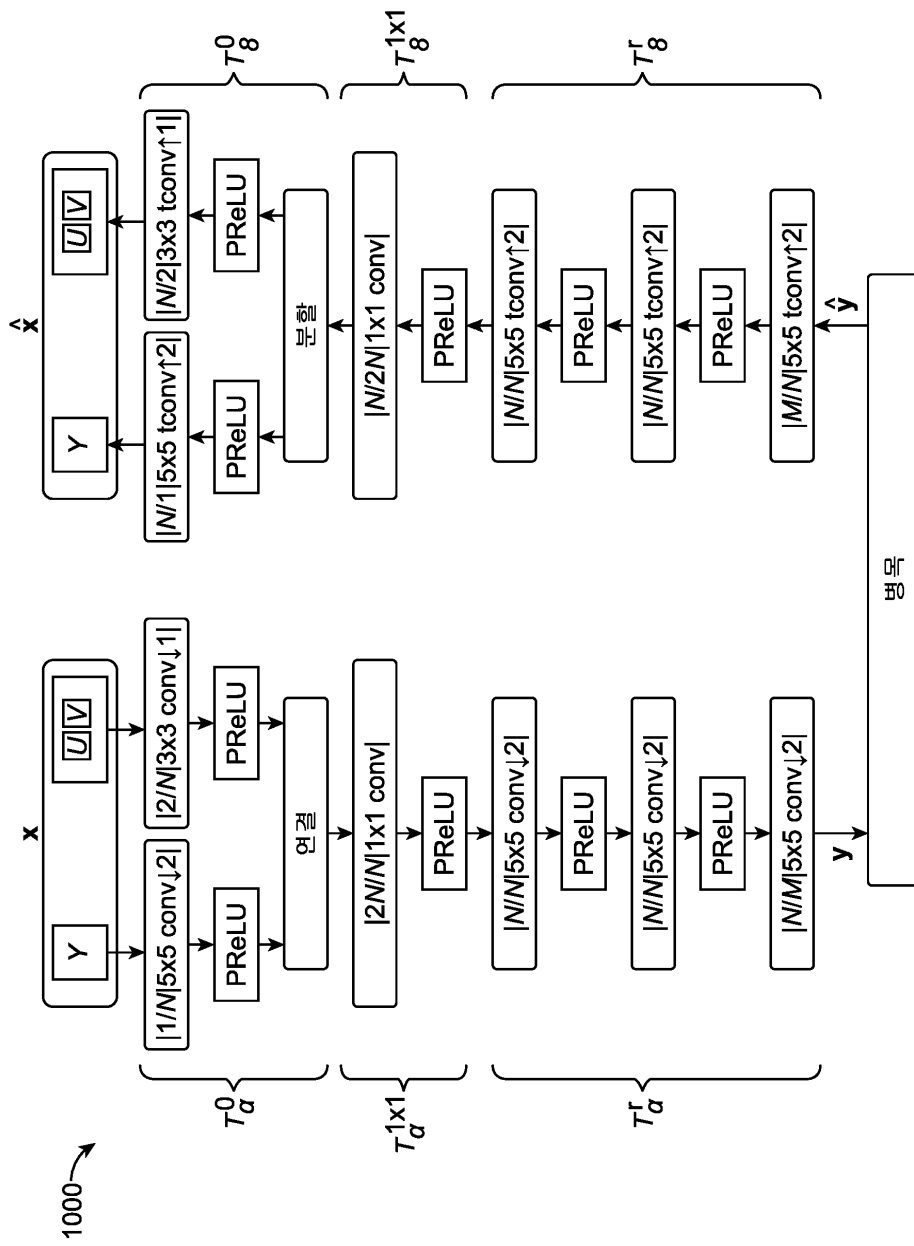 1000
x
Y
U V
|1/N|5x5 conv↓2|
|2/N|3x3 conv↓1|
PReLU
PReLU
연결
T_α^0
|2N/N|1x1 conv|
PReLU
T_α^{1x1}
|N/N|5x5 conv↓2|
PReLU
|N/N|5x5 conv↓2|
PReLU
|N/M|5x5 conv↓2|
T_α^r
y
병목
x̂
Y
U V
|N/1|5x5 tconv↑2|
|N/2|3x3 tconv↑1|
PReLU
PReLU
분할
T_8^0
|N/2N|1x1 conv|
PReLU
T_8^{1x1}
|N/N|5x5 tconv↑2|
PReLU
|N/N|5x5 tconv↑2|
PReLU
|M/N|5x5 tconv↑2|
T_8^r
ŷ